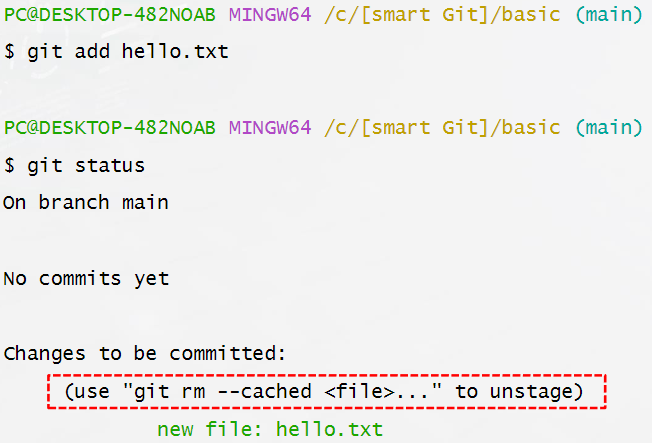 PC@DESKTOP-482NOAB MINGW64 /c/[smart Git]/basic (main)
$ git add hello.txt
PC@DESKTOP-482NOAB MINGW64 /c/[smart Git]/basic (main)
$ git status
On branch main
No commits yet
Changes to be committed:
(use "git rm --cached <file>..." to unstage)
new file: hello.txt